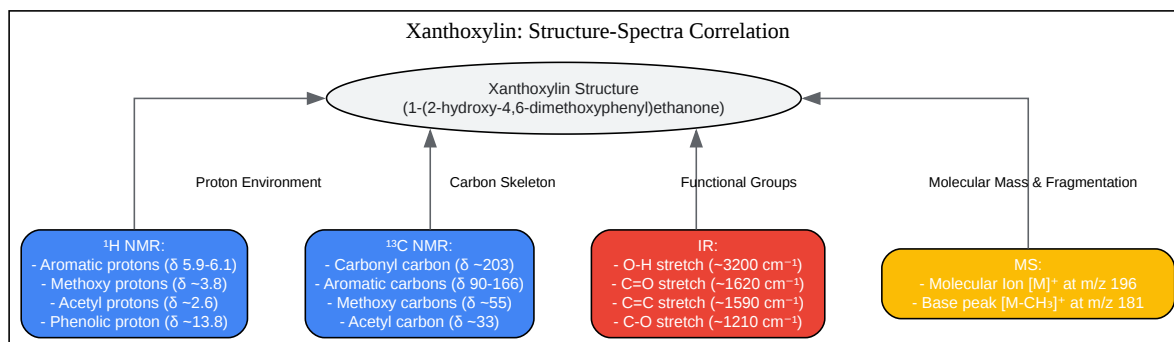 Xanthoxylin: Structure-Spectra Correlation
Xanthoxylin Structure
(1-(2-hydroxy-4,6-dimethoxyphenyl)ethanone)
Proton Environment
Carbon Skeleton
Functional Groups
Molecular Mass & Fragmentation
¹H NMR:
- Aromatic protons (δ 5.9-6.1)
- Methoxy protons (δ ~3.8)
- Acetyl protons (δ ~2.6)
- Phenolic proton (δ ~13.8)
¹³C NMR:
- Carbonyl carbon (δ ~203)
- Aromatic carbons (δ 90-166)
- Methoxy carbons (δ ~55)
- Acetyl carbon (δ ~33)
IR:
- O-H stretch (~3200 cm⁻¹)
- C=O stretch (~1620 cm⁻¹)
- C=C stretch (~1590 cm⁻¹)
- C-O stretch (~1210 cm⁻¹)
MS:
- Molecular Ion [M]⁺ at m/z 196
- Base peak [M-CH₃]⁺ at m/z 181